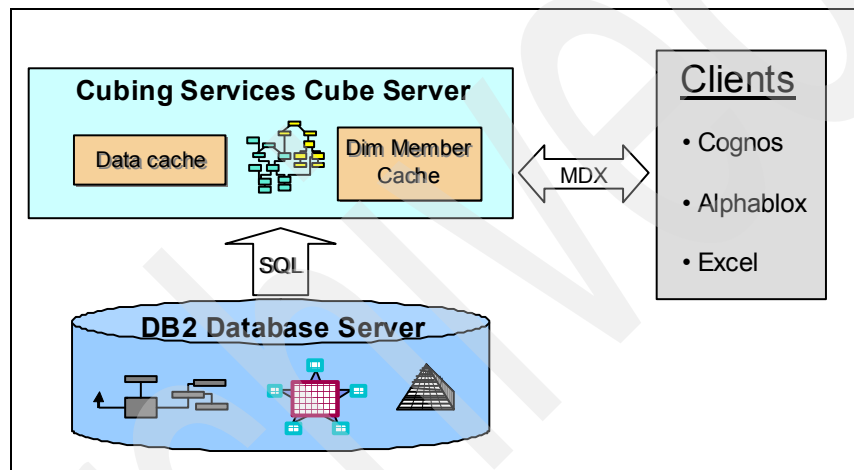 Cubing Services Cube Server
Data cache
Dim Member
Cache
MDX
Clients
• Cognos
• Alphablox
• Excel
SQL
DB2 Database Server